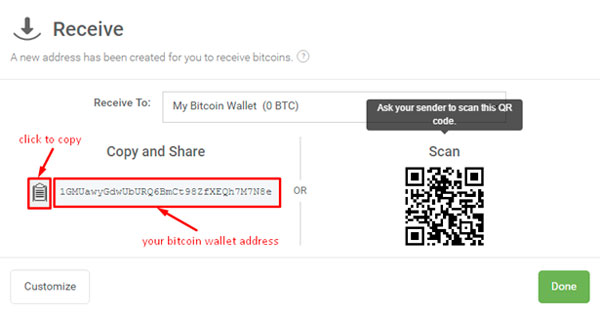 Receive
A new address has been created for you to receive bitcoins. ?
Receive To:
My Bitcoin Wallet (0 BTC)
Ask your sender to scan this QR
code.
click to copy
Copy and Share
Scan
1GMUawyGdwUbURQ6BmCt98ZfXEQh7M7N8e
OR
your bitcoin wallet address
Customize
Done